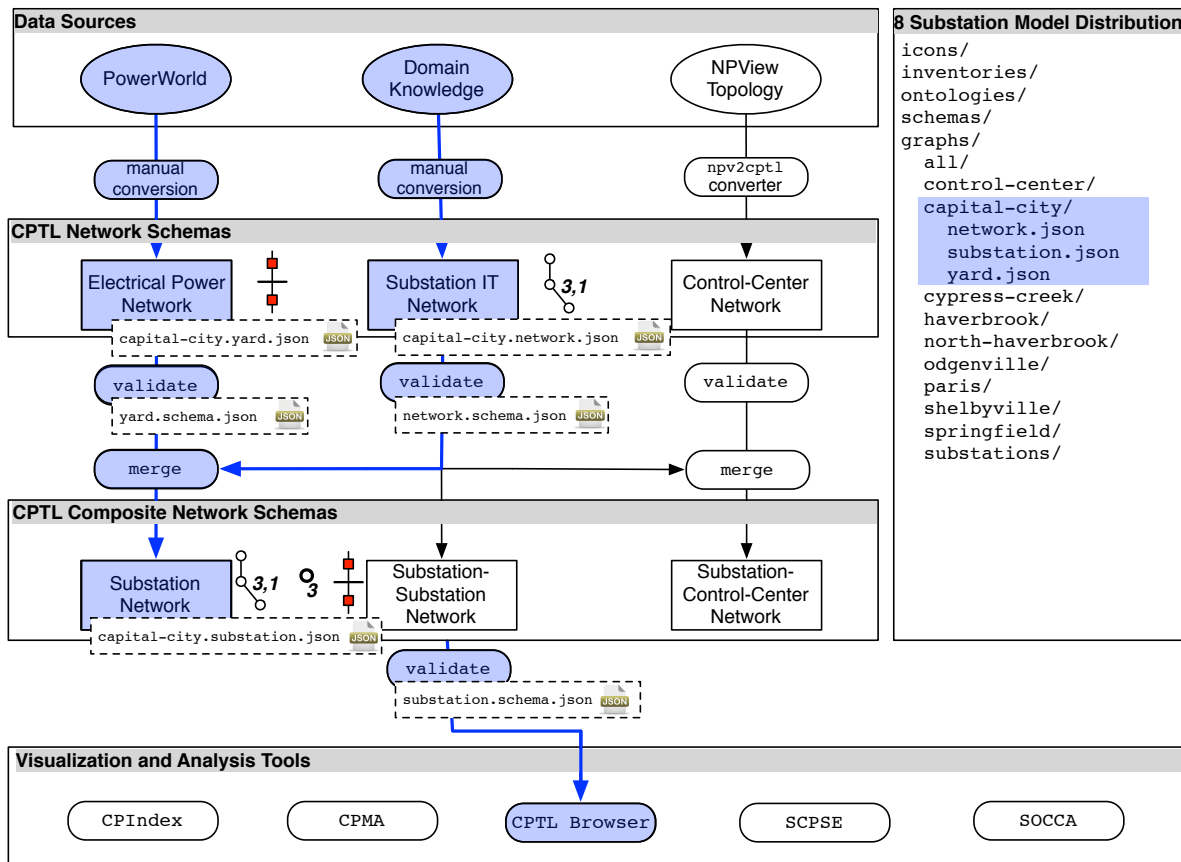 Data Sources
PowerWorld
Domain
Knowledge
NPView
Topology
manual
conversion
manual
conversion
npv2cptl
converter
CPTL Network Schemas
Electrical Power
Network
Substation IT
Network
3,1
Control-Center
Network
capital-city.yard.json
JSON
capital-city.network.json
JSON
validate
validate
validate
yard.schema.json
JSON
network.schema.json
JSON
merge
merge
CPTL Composite Network Schemas
Substation
Network
3,1
3
Substation-
Substation
Network
Substation-
Control-Center
Network
capital-city.substation.json
JSON
validate
substation.schema.json
JSON
Visualization and Analysis Tools
CPIndex
CPMA
CPTL Browser
SCPSE
SOCCA
8 Substation Model Distribution
icons/
inventories/
ontologies/
schemas/
graphs/
all/
control-center/
capital-city/
network.json
substation.json
yard.json
cypress-creek/
haverbrook/
north-haverbrook/
odgenville/
paris/
shelbyville/
springfield/
substations/